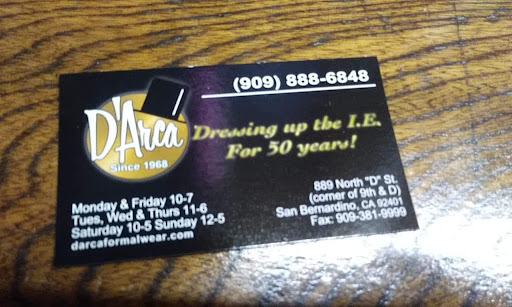 (909) 888-6848
D'Arca
Since 1968
Dressing up the I.E.
For 50 years!
Monday & Friday 10-7
Tues, Wed & Thurs 11-6
Saturday 10-5 Sunday 12-5
darcaformalwear.com
889 North "D" St.
(corner of 9th & D)
San Bernardino, CA 92401
Fax: 909-381-9999